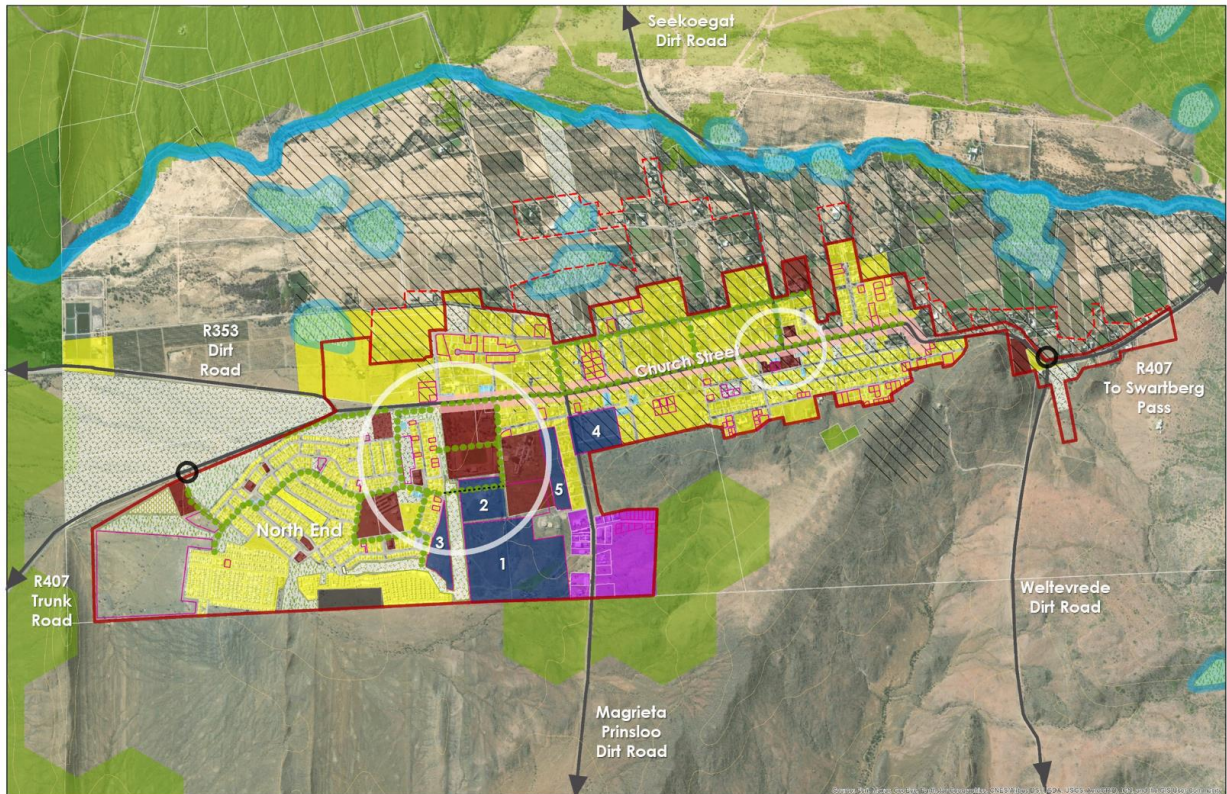 Seekoegat
Dirt Road
R353
Dirt
Road
Church Street
R407
To Swartberg
Pass
4
5
2
North End
3
1
R407
Trunk
Road
Weltevrede
Dirt Road
Magrieta
Prinsloo
Dirt Road